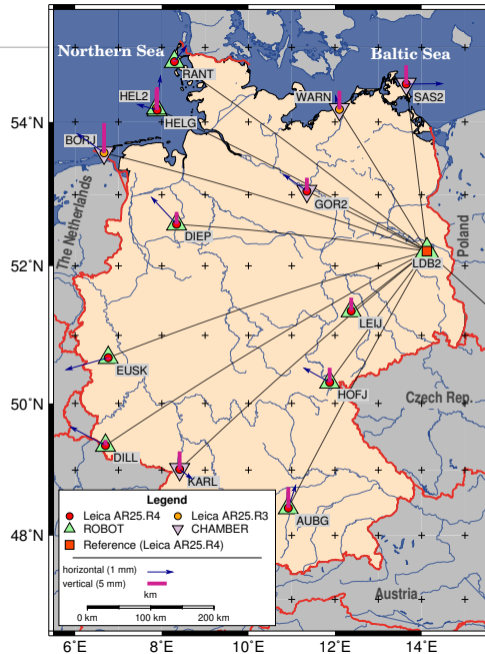 Northern Sea
Baltic Sea
RANT
HEL2
HELG
WARN
SAS2
54°N
BORJ
GOR2
The Netherlands
DIEP
Poland
52°N
LDB2
LEIJ
EUSK
HOFJ
Czech Rep.
50°N
DILL
KARL
AUBG
48°N
Legend
Leica AR25.R4
Leica AR25.R3
ROBOT
CHAMBER
Reference (Leica AR25.R4)
horizontal (1 mm)
vertical (5 mm)
km
0 km
100 km
200 km
Austria
6°E
8°E
10°E
12°E
14°E